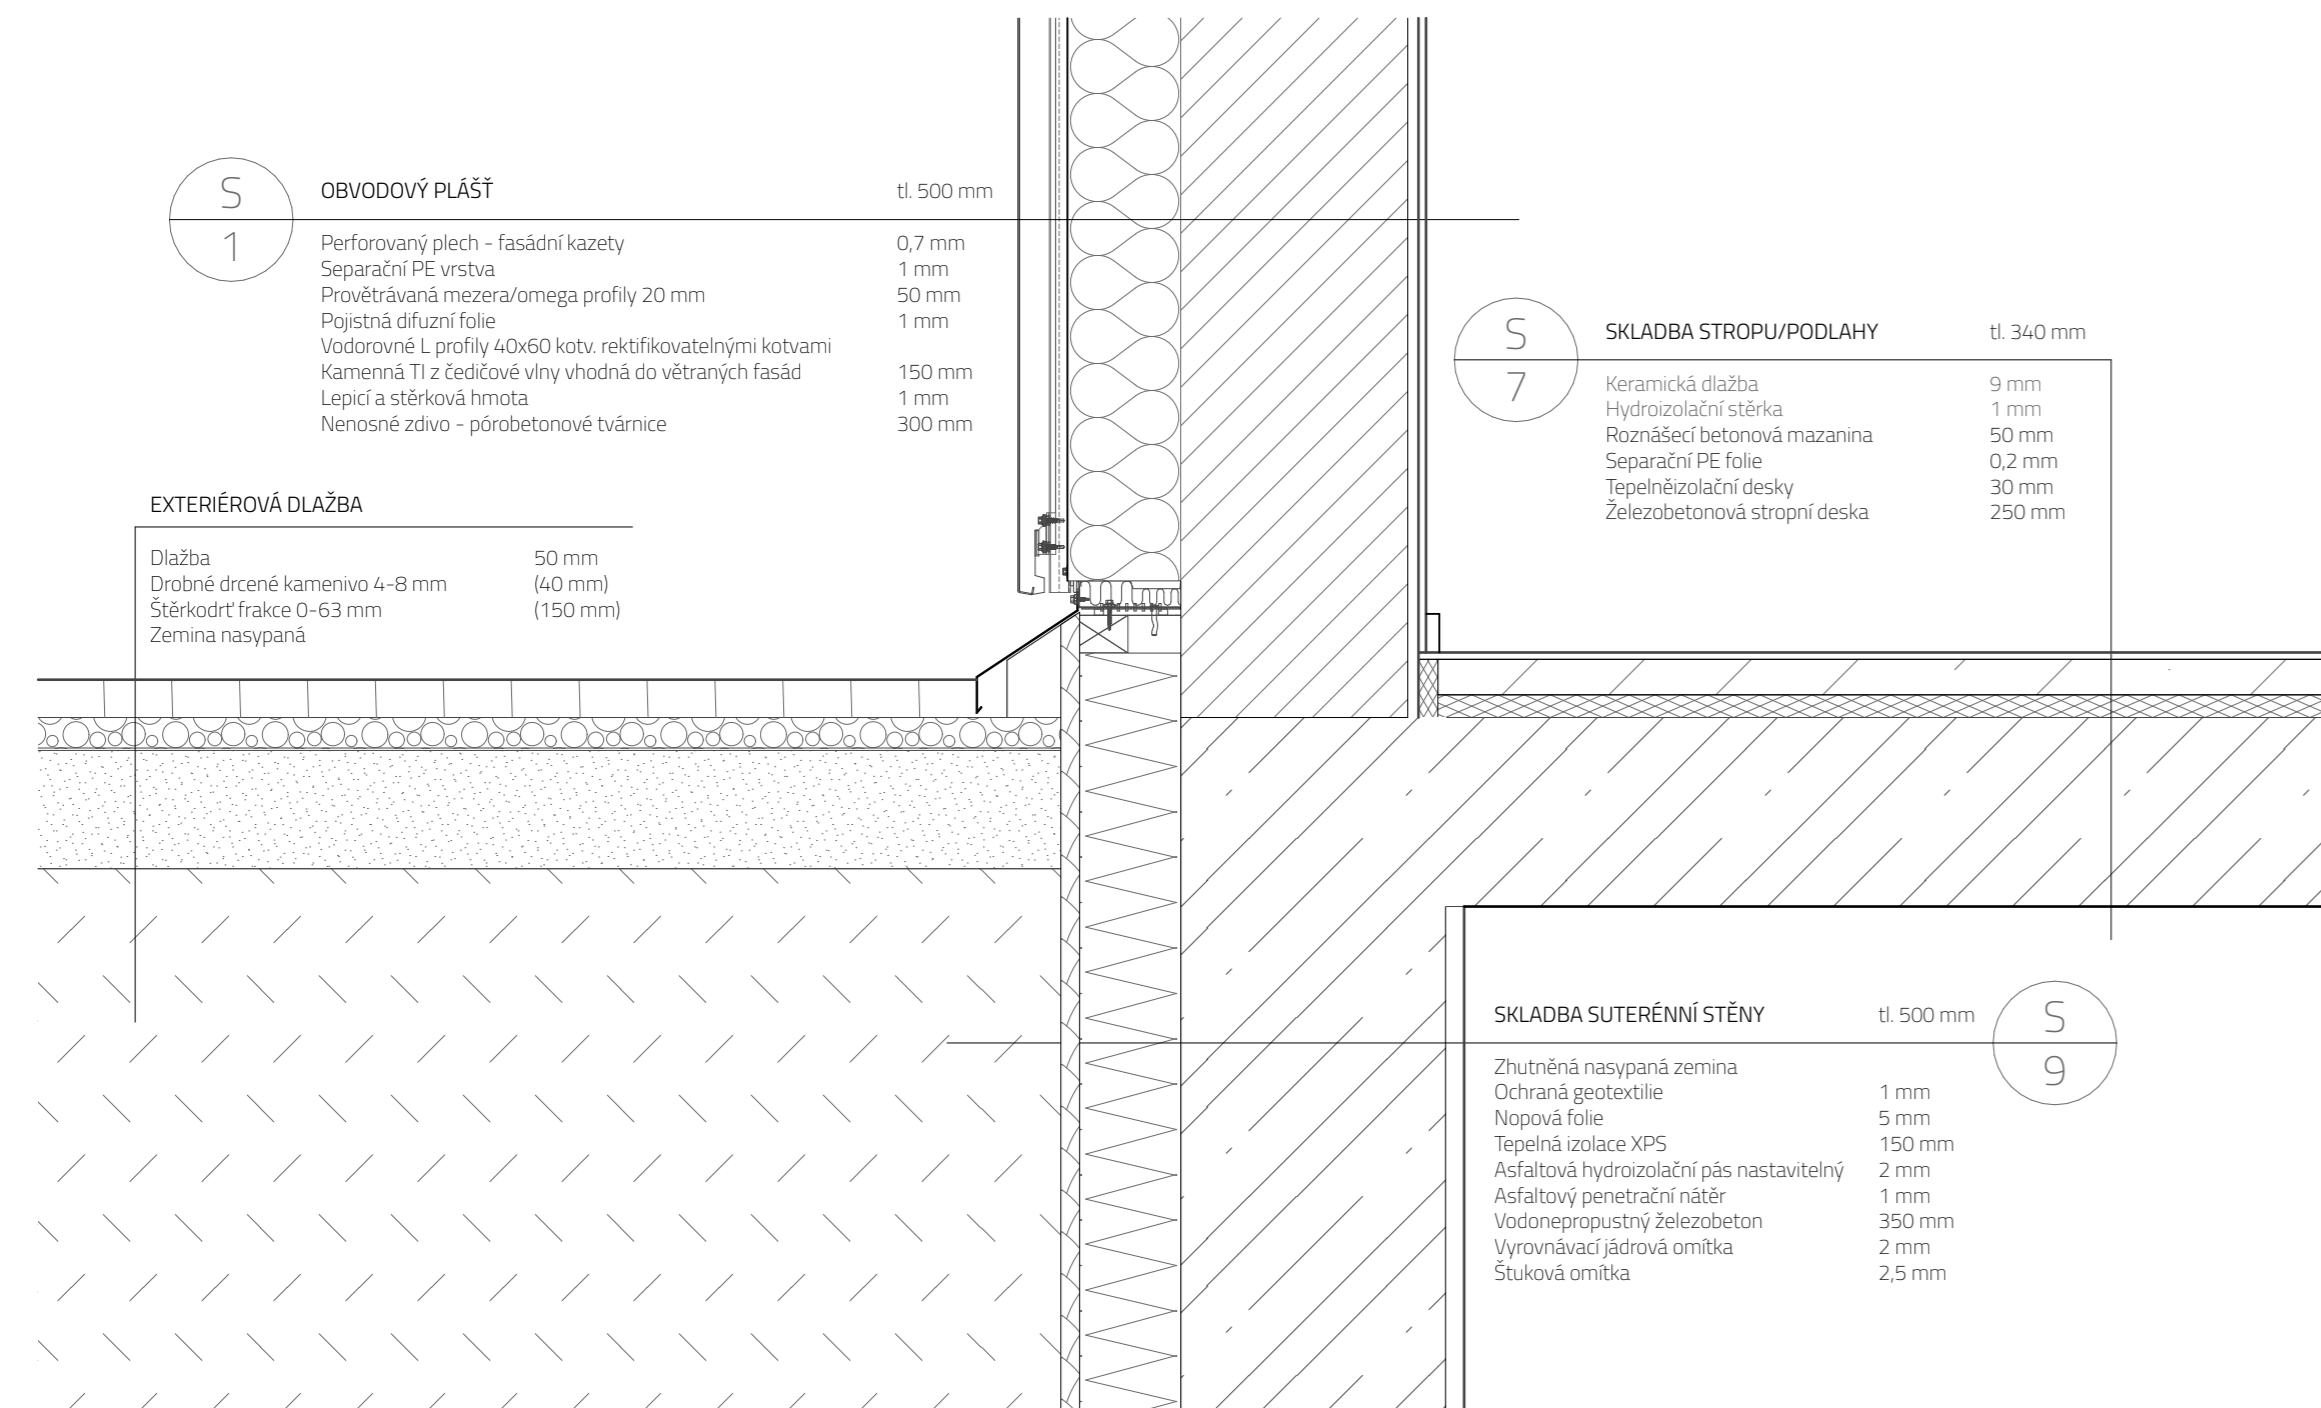 S
1
OBVODOVÝ PLÁŠŤ tl. 500 mm
Perforovaný plech - fasádní kazety 0,7 mm
Separační PE vrstva 1 mm
Provětrávaná mezera/omega profily 20 mm 50 mm
Pojistná difuzní folie 1 mm
Vodorovné L profily 40x60 kotv. rektifikovatelnými kotvami
Kamenná TI z čedičové vlny vhodná do větraných fasád 150 mm
Lepicí a stěrková hmota 1 mm
Nenosné zdivo - pórobetonové tvárnice 300 mm
S
7
SKLADBA STROPU/PODLAHY tl. 340 mm
Keramická dlažba 9 mm
Hydroizolační stěrka 1 mm
Roznášecí betonová mazanina 50 mm
Separační PE folie 0,2 mm
Tepelněizolační desky 30 mm
Železobetonová stropní deska 250 mm
EXTERIÉROVÁ DLAŽBA
Dlažba 50 mm
Drobné drcené kamenivo 4-8 mm (40 mm)
Štěrkodrť frakce 0-63 mm (150 mm)
Zemina nasypaná
SKLADBA SUTERÉNNÍ STĚNY tl. 500 mm
S
9
Zhutněná nasypaná zemina
Ochraná geotextilie 1 mm
Nopová folie 5 mm
Tepelná izolace XPS 150 mm
Asfaltová hydroizolační pás nastavitelný 2 mm
Asfaltový penetrační nátěr 1 mm
Vodonepropustný železobeton 350 mm
Vyrovnávací jádrová omítka 2 mm
Štuková omítka 2,5 mm